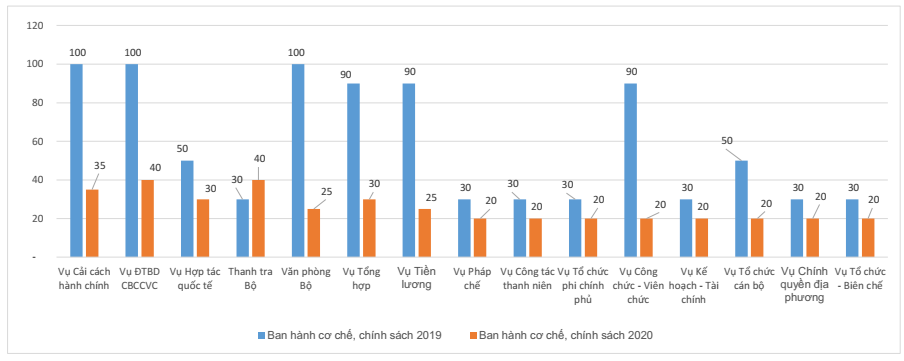 120
100
80
60
40
20
-
100
35
100
40
50
30
30
40
100
25
90
30
90
25
30
20
30
20
30
20
90
20
30
20
50
20
30
20
30
20
Vụ Cải cách
hành chính
Vụ ĐTBD
CBCCVC
Vụ Hợp tác
quốc tế
Thanh tra
Bộ
Văn phòng
Bộ
Vụ Tổng
hợp
Vụ Tiền
lương
Vụ Pháp
chế
Vụ Công tác
thanh niên
Vụ Tổ chức
phi chính
phủ
Vụ Công
chức - Viên
chức
Vụ Kế
hoạch - Tài
chính
Vụ Tổ chức
cán bộ
Vụ Chính
quyền địa
phương
Vụ Tổ chức
- Biên chế
Ban hành cơ chế, chính sách 2019
Ban hành cơ chế, chính sách 2020